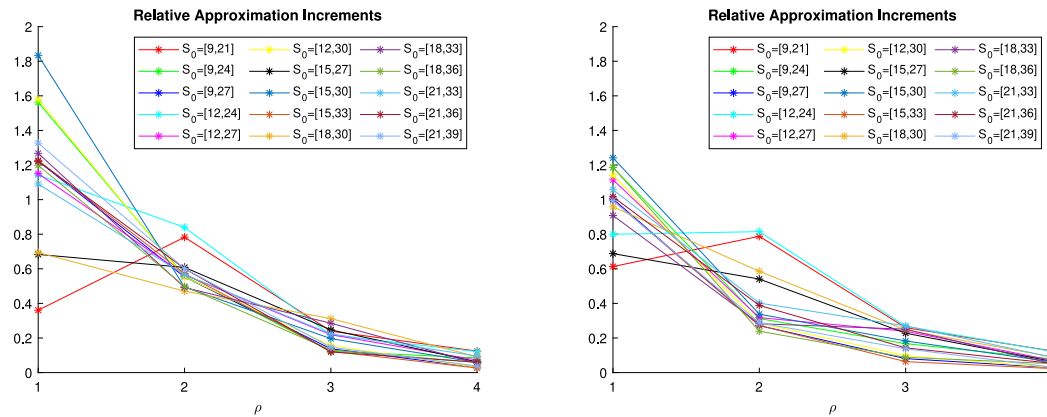 Relative Approximation Increments
2
1.8
1.6
1.4
1.2
1
0.8
0.6
0.4
0.2
0
S0=[9,21] S0=[12,30] S0=[18,33]
S0=[9,24] S0=[15,27] S0=[18,36]
S0=[9,27] S0=[15,30] S0=[21,33]
S0=[12,24] S0=[15,33] S0=[21,36]
S0=[12,27] S0=[18,30] S0=[21,39]
1 2 3 4
ρ
Relative Approximation Increments
2
1.8
1.6
1.4
1.2
1
0.8
0.6
0.4
0.2
0
S0=[9,21] S0=[12,30] S0=[18,33]
S0=[9,24] S0=[15,27] S0=[18,36]
S0=[9,27] S0=[15,30] S0=[21,33]
S0=[12,24] S0=[15,33] S0=[21,36]
S0=[12,27] S0=[18,30] S0=[21,39]
1 2 3
ρ